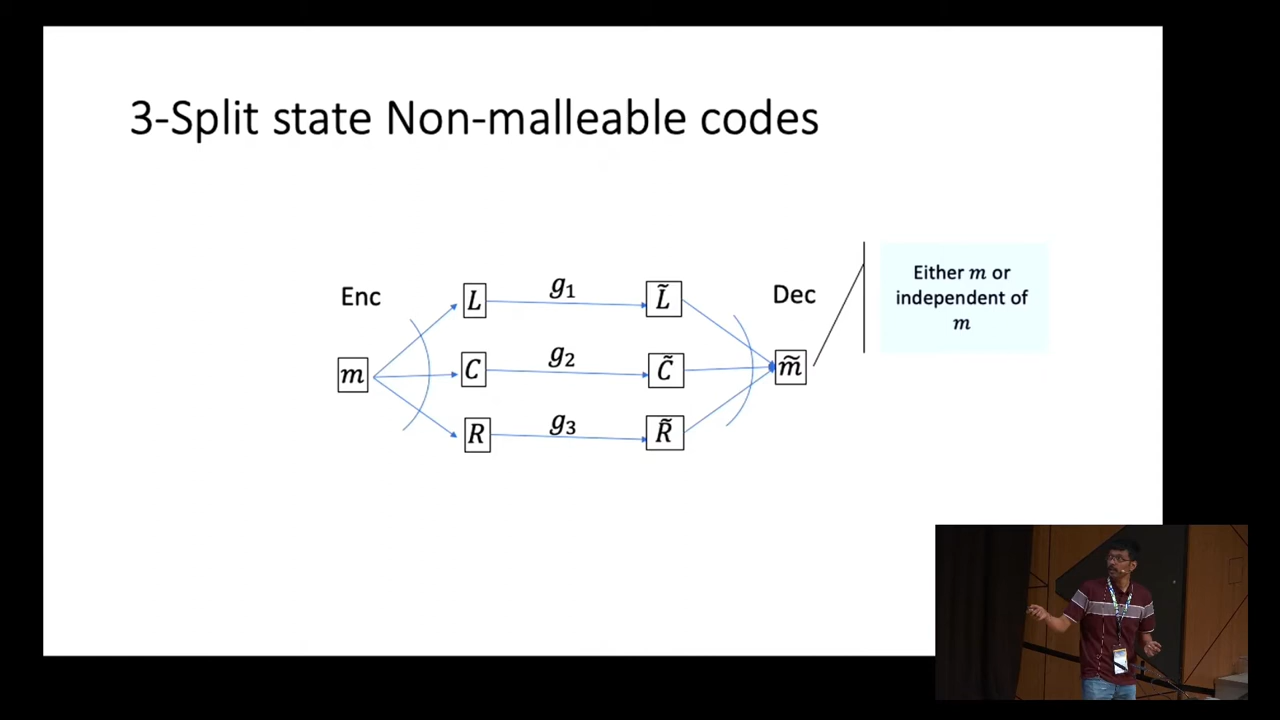 3-Split state Non-malleable codes
Enc
m
L
C
R
g₁
g₂
g₃
L̃
C̃
R̃
Dec
m̃
Either m or
independent of
m